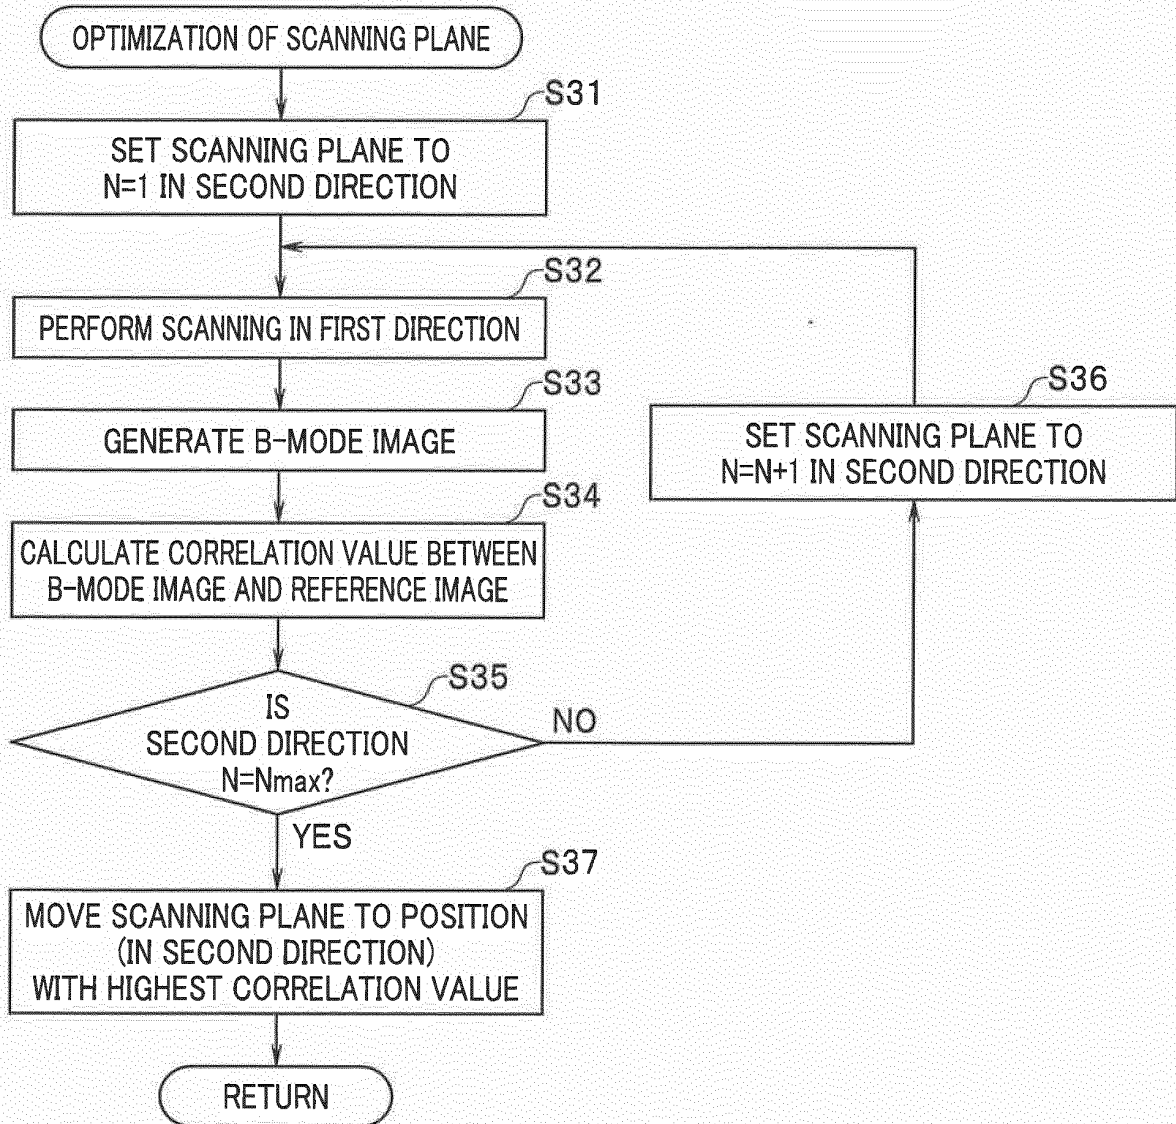 OPTIMIZATION OF SCANNING PLANE
S31
SET SCANNING PLANE TO
N=1 IN SECOND DIRECTION
S32
PERFORM SCANNING IN FIRST DIRECTION
S33
GENERATE B-MODE IMAGE
S36
SET SCANNING PLANE TO
N=N+1 IN SECOND DIRECTION
S34
CALCULATE CORRELATION VALUE BETWEEN
B-MODE IMAGE AND REFERENCE IMAGE
S35
IS
SECOND DIRECTION
N=Nmax?
NO
YES
S37
MOVE SCANNING PLANE TO POSITION
(IN SECOND DIRECTION)
WITH HIGHEST CORRELATION VALUE
RETURN